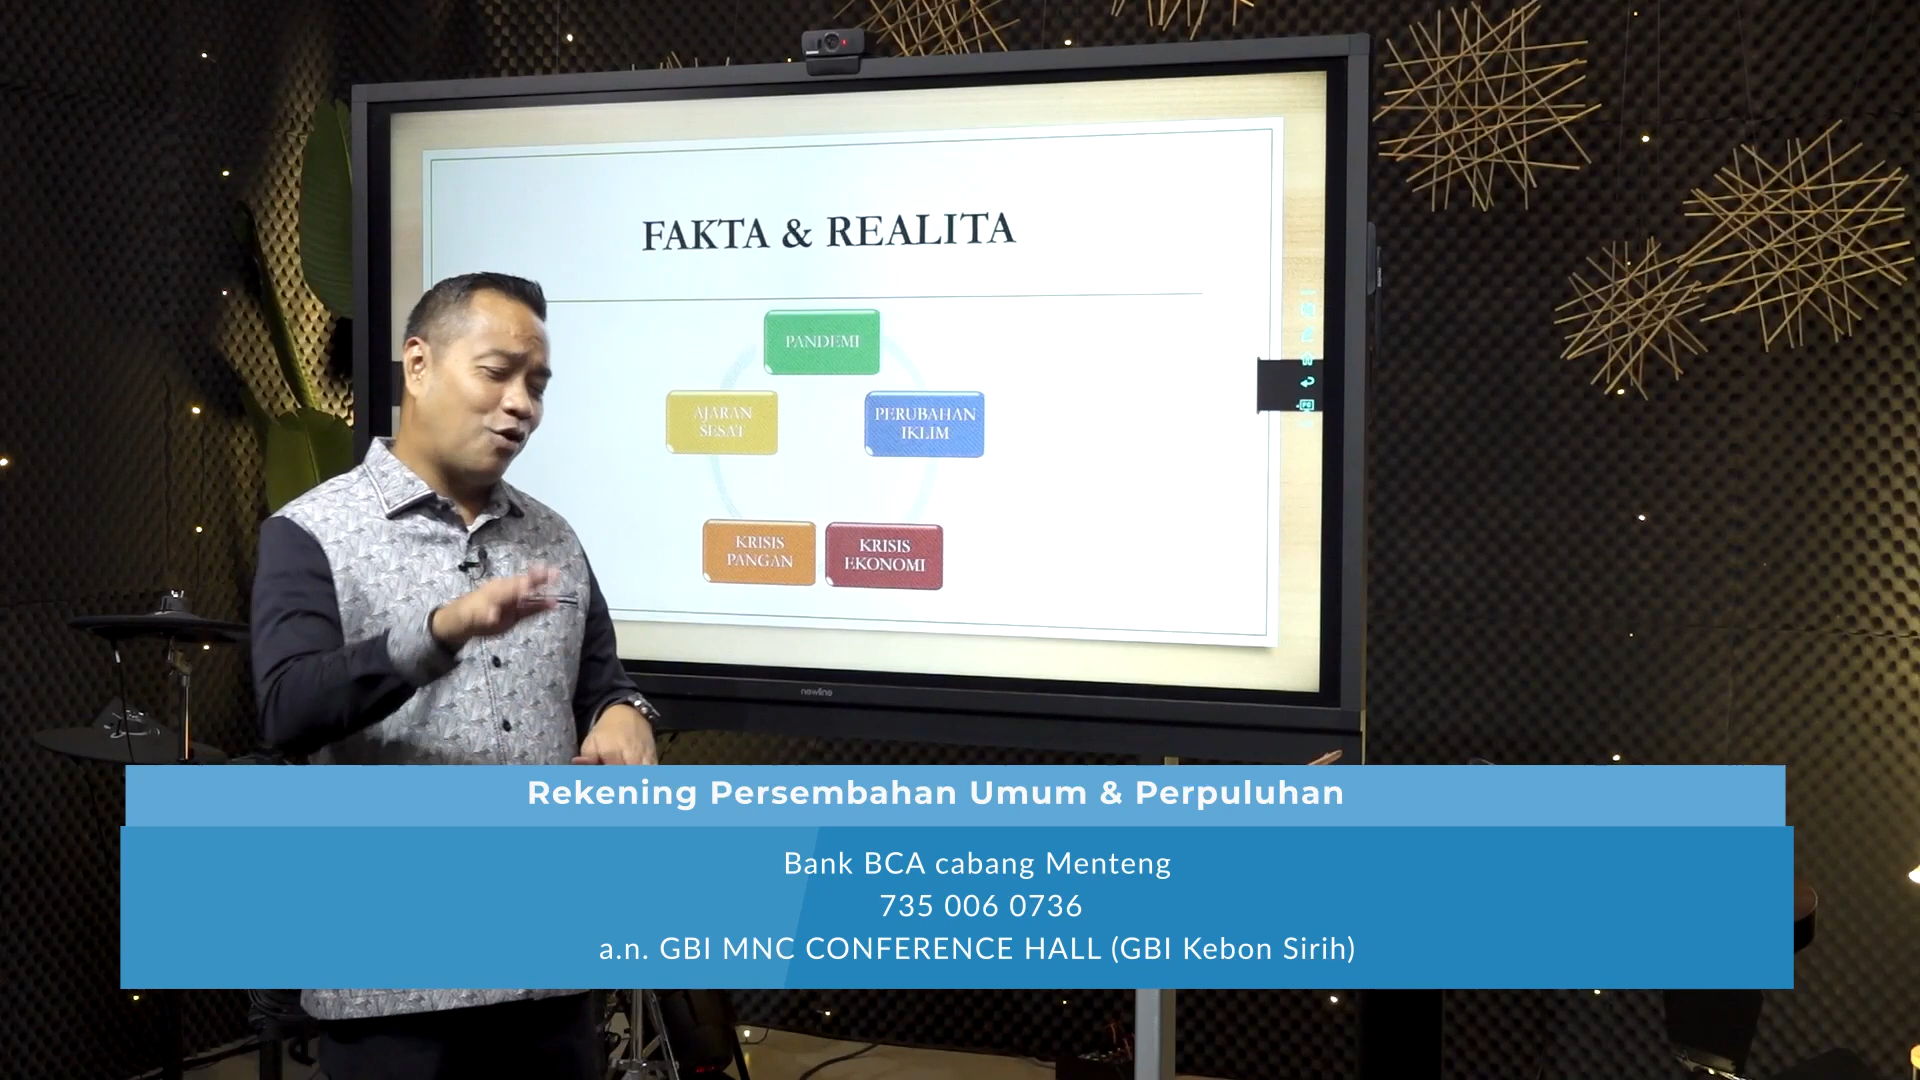 FAKTA & REALITA
PANDEMI
AJARAN
SESAT
PERUBAHAN
IKLIM
KRISIS
PANGAN
KRISIS
EKONOMI
newline
Rekening Persembahan Umum & Perpuluhan
Bank BCA cabang Menteng
735 006 0736
a.n. GBI MNC CONFERENCE HALL (GBI Kebon Sirih)